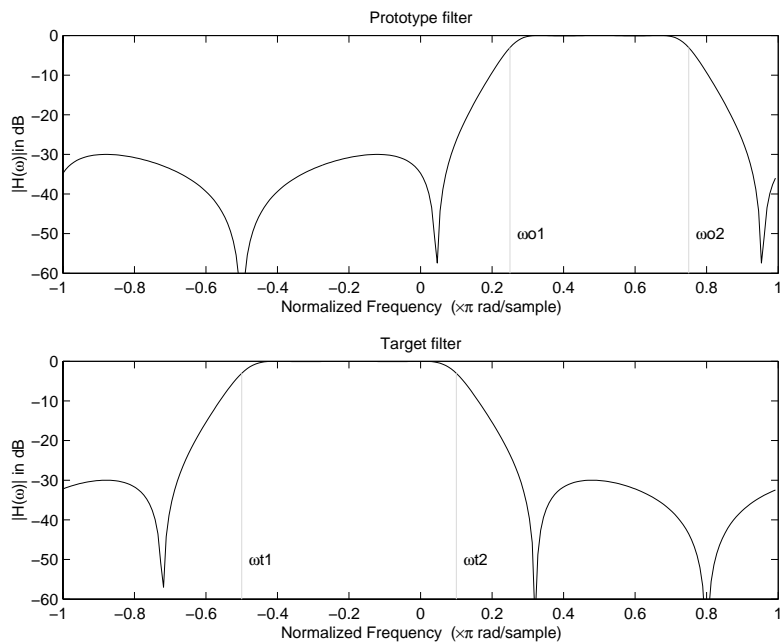 Prototype filter
0
−10
−20
−30
−40
−50
−60
|H(ω)|in dB
ωo1
ωo2
−1 −0.8 −0.6 −0.4 −0.2 0 0.2 0.4 0.6 0.8 1
Normalized Frequency (×π rad/sample)
Target filter
0
−10
−20
−30
−40
−50
−60
|H(ω)| in dB
ωt1
ωt2
−1 −0.8 −0.6 −0.4 −0.2 0 0.2 0.4 0.6 0.8 1
Normalized Frequency (×π rad/sample)